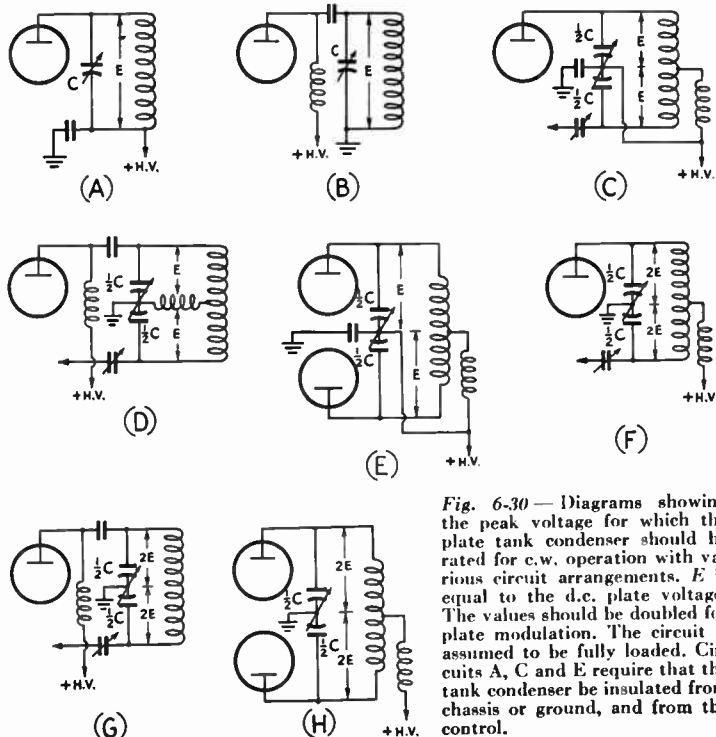 C
E
+H.V.
(A)
C
E
+H.V.
(B)
½C
½C
E
E
+H.V.
(C)
½C
½C
E
E
+H.V.
(D)
½C
½C
E
E
+H.V.
(E)
½C
½C
2E
2E
+H.V.
(F)
½C
½C
2E
2E
+H.V.
(G)
½C
½C
2E
2E
+H.V.
(H)
Fig. 6-30 — Diagrams showing
the peak voltage for which th
plate tank condenser should b
rated for c.w. operation with va
rious circuit arrangements. E
equal to the d.c. plate voltage
The values should be doubled fo
plate modulation. The circuit
assumed to be fully loaded. Cir
cuits A, C and E require that th
tank condenser be insulated from
chassis or ground, and from th
control.